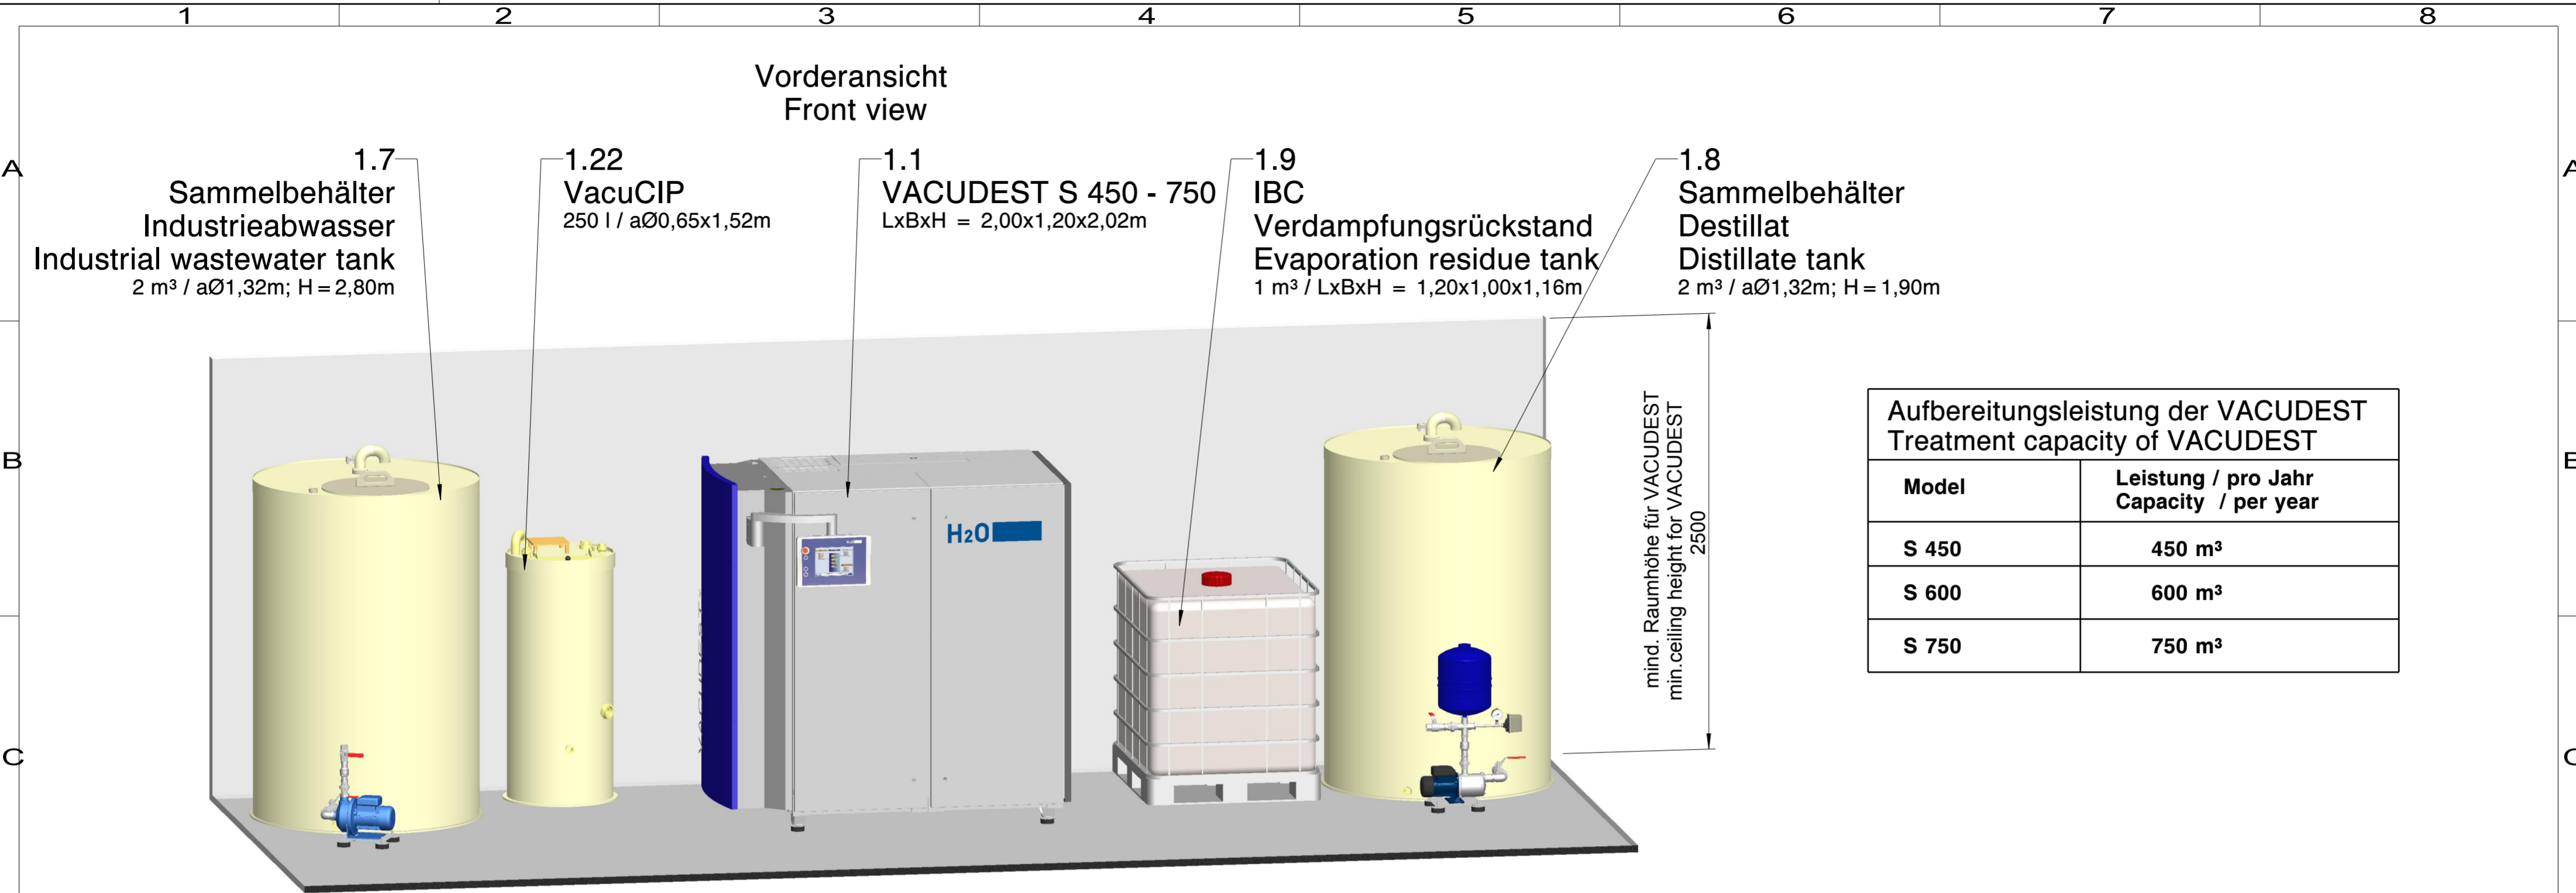 1 2 3 4 5 6 7 8
Vorderansicht
Front view
A
A
1.7
Sammelbehälter
Industrieabwasser
Industrial wastewater tank
2 m³ / aØ1,32m; H=2,80m
1.22
VacuCIP
250 l / aØ0,65x1,52m
1.1
VACUDEST S 450 - 750
LxBxH = 2,00x1,20x2,02m
1.9
IBC
Verdampfungsrückstand
Evaporation residue tank
1 m³ / LxBxH = 1,20x1,00x1,16m
1.8
Sammelbehälter
Destillat
Distillate tank
2 m³ / aØ1,32m; H=1,90m
B
H2O
mind. Raumhöhe für VACUDEST
min.ceiling height for VACUDEST
2500
Aufbereitungsleistung der VACUDEST
Treatment capacity of VACUDEST
Model
Leistung / pro Jahr
Capacity / per year
S 450 450 m³
S 600 600 m³
S 750 750 m³
C